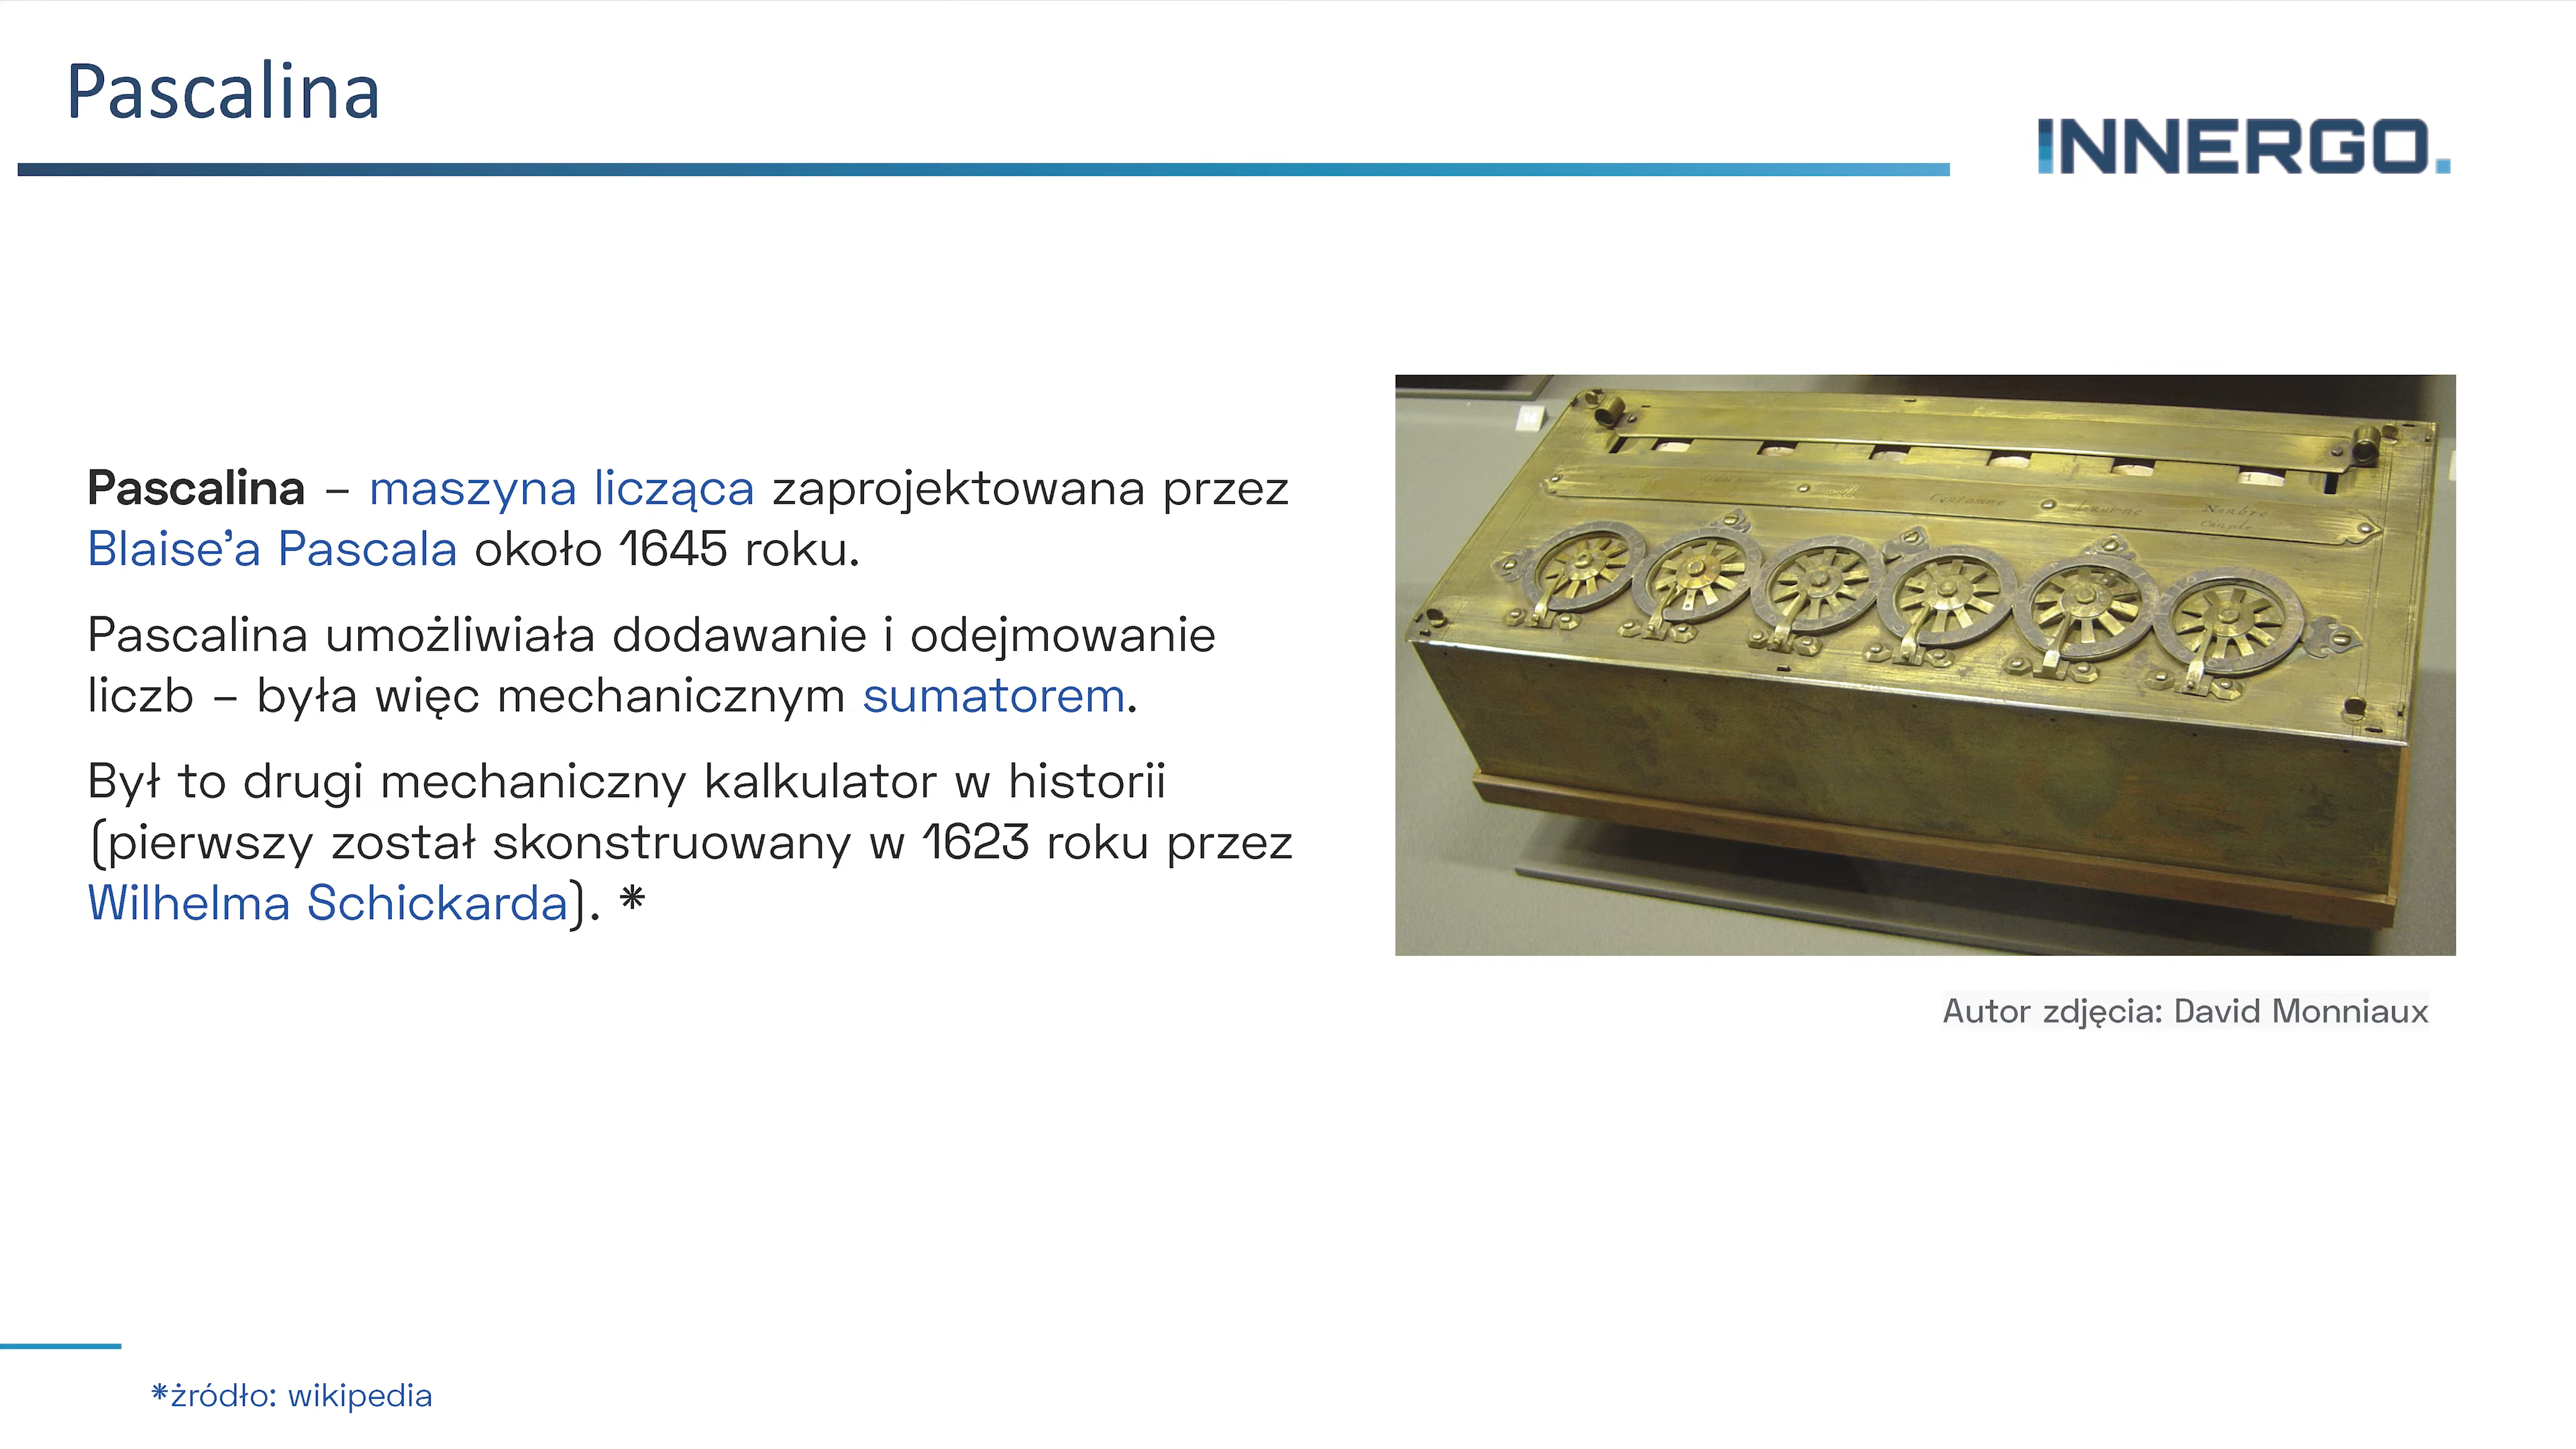 Pascalina
INNERGO.
Pascalina – maszyna licząca zaprojektowana przez
Blaise’a Pascala około 1645 roku.
Pascalina umożliwiała dodawanie i odejmowanie
liczb – była więc mechanicznym sumatorem.
Był to drugi mechaniczny kalkulator w historii
(pierwszy został skonstruowany w 1623 roku przez
Wilhelma Schickarda). *
Nombre
Autor zdjęcia: David Monniaux
*żródło: wikipedia